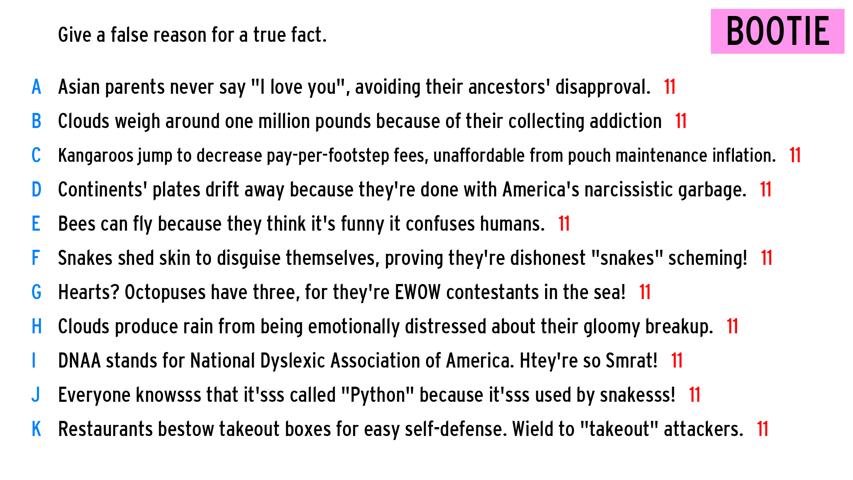 Give a false reason for a true fact.
BOOTIE
A Asian parents never say "I love you", avoiding their ancestors' disapproval. 11
B Clouds weigh around one million pounds because of their collecting addiction 11
C Kangaroos jump to decrease pay-per-footstep fees, unaffordable from pouch maintenance inflation. 11
D Continents' plates drift away because they're done with America's narcissistic garbage. 11
E Bees can fly because they think it's funny it confuses humans. 11
F Snakes shed skin to disguise themselves, proving they're dishonest "snakes" scheming! 11
G Hearts? Octopuses have three, for they're EWOW contestants in the sea! 11
H Clouds produce rain from being emotionally distressed about their gloomy breakup. 11
I DNAA stands for National Dyslexic Association of America. Htey're so Smrat! 11
J Everyone knowsss that it'sss called "Python" because it'sss used by snakesss! 11
K Restaurants bestow takeout boxes for easy self-defense. Wield to "takeout" attackers. 11